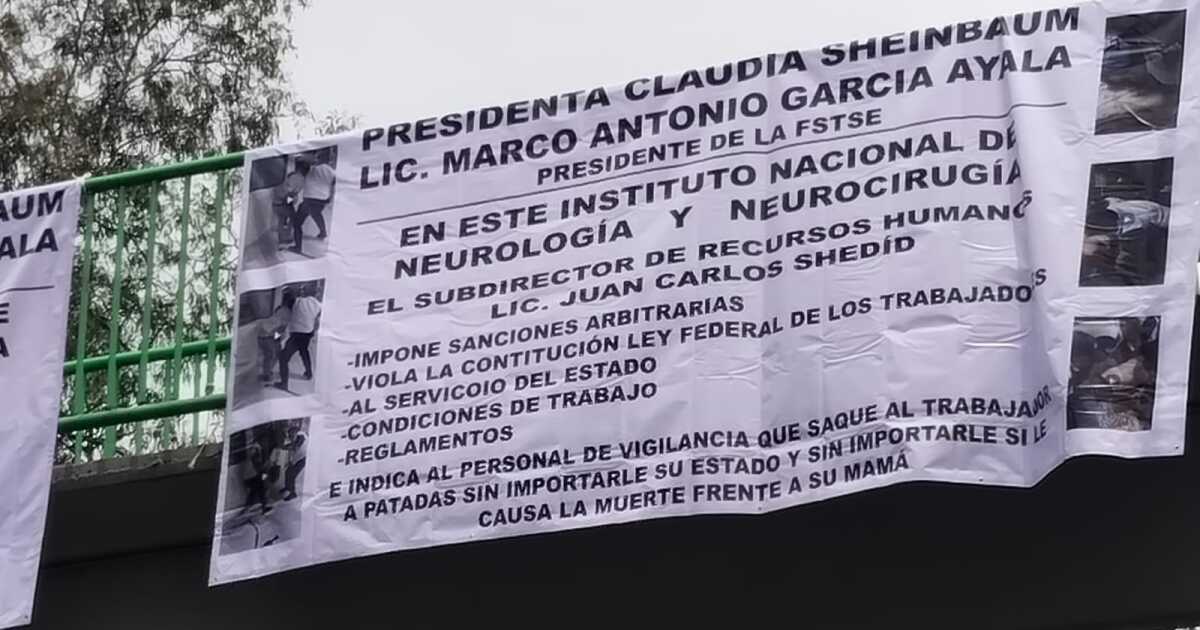 PRESIDENTA CLAUDIA SHEINBAUM
LIC. MARCO ANTONIO GARCIA AYALA
PRESIDENTE DE LA FSTSE
EN ESTE INSTITUTO NACIONAL DE
NEUROLOGÍA Y NEUROCIRUGÍA
EL SUBDIRECTOR DE RECURSOS HUMANOS
LIC. JUAN CARLOS SHEDÍD
-IMPONE SANCIONES ARBITRARIAS
-VIOLA LA CONTITUCIÓN LEY FEDERAL DE LOS TRABAJADORES
-AL SERVICOIO DEL ESTADO
-CONDICIONES DE TRABAJO
-REGLAMENTOS
E INDICA AL PERSONAL DE VIGILANCIA QUE SAQUE AL TRABAJADOR
A PATADAS SIN IMPORTARLE SU ESTADO Y SIN IMPORTARLE SI LE
CAUSA LA MUERTE FRENTE A SU MAMÁ
AUM
ALA
E
A